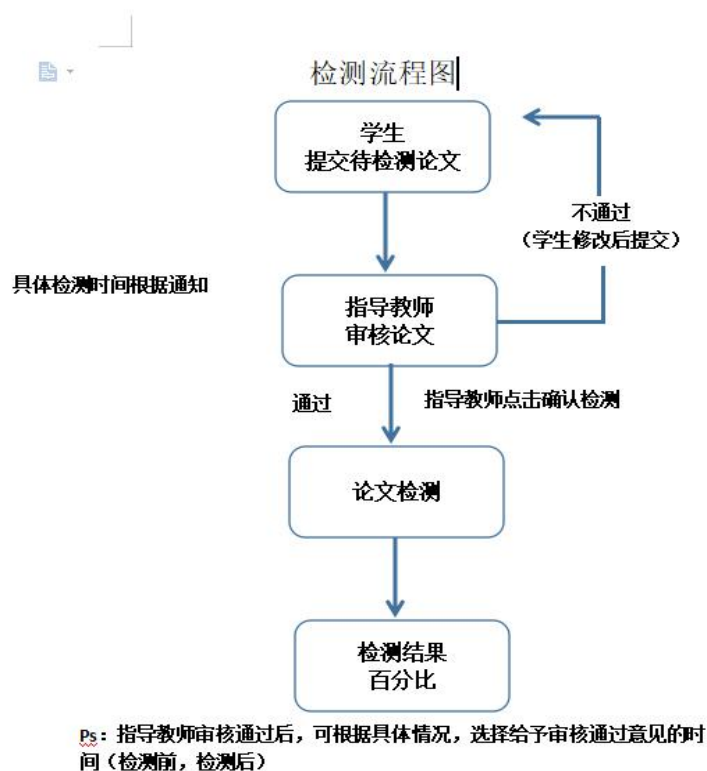 检测流程图
学生
提交待检测论文
不通过
（学生修改后提交）
具体检测时间根据通知
指导教师
审核论文
通过
指导教师点击确认检测
论文检测
检测结果
百分比
Ps：指导教师审核通过后，可根据具体情况，选择给予审核通过意见的时
间（检测前，检测后）